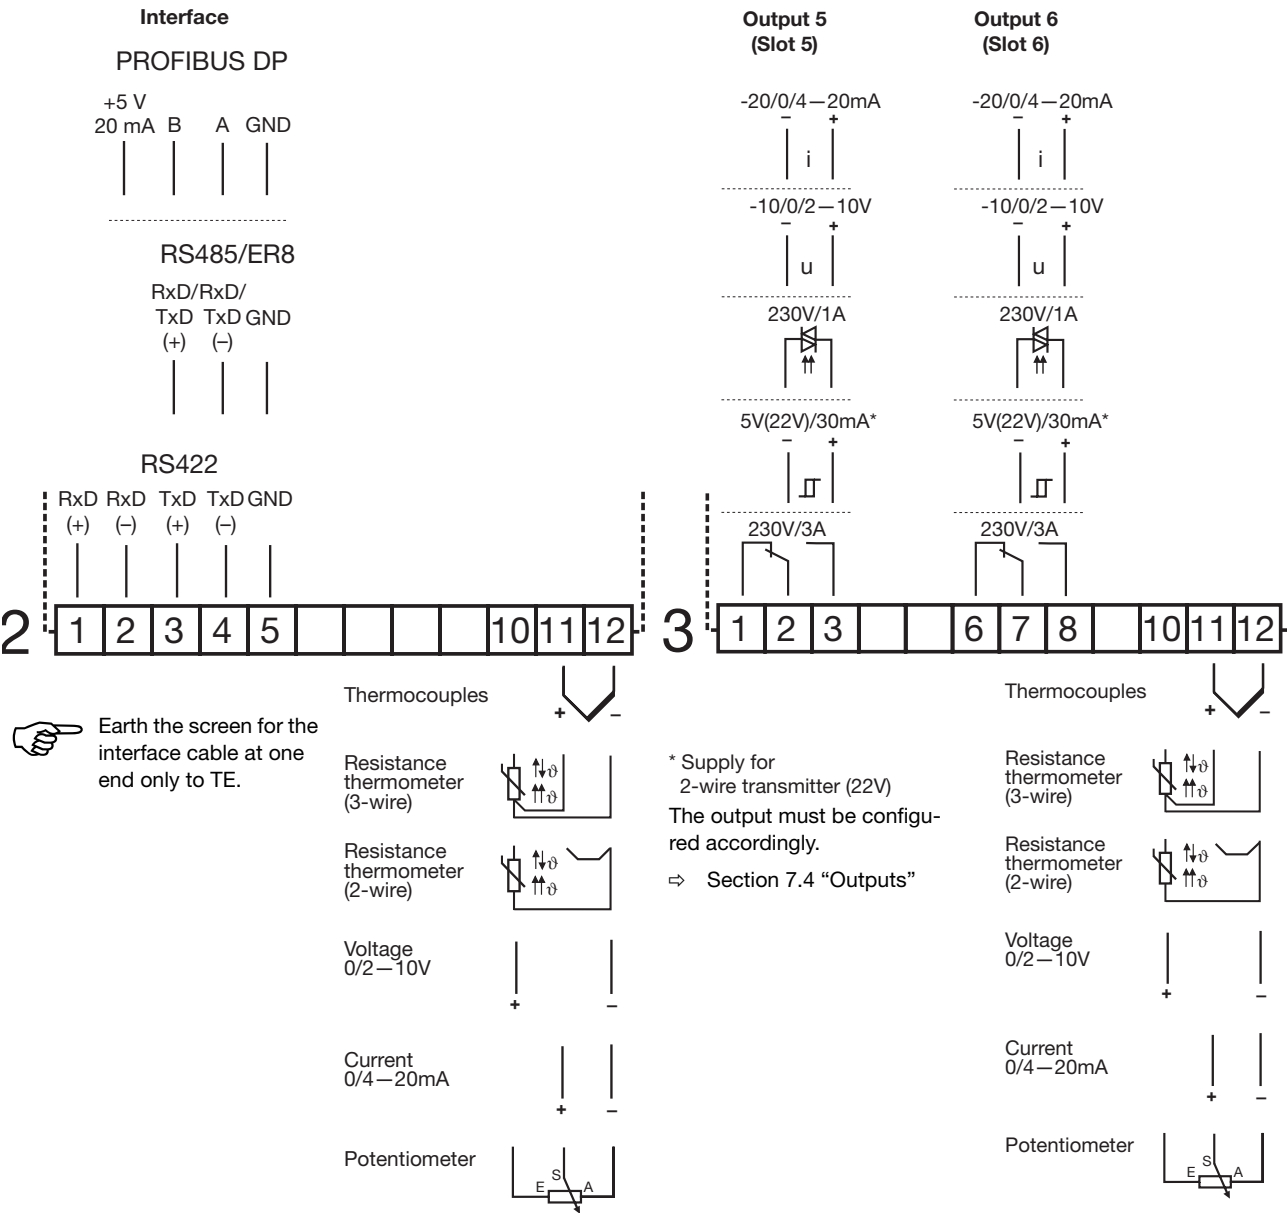 Interface
PROFIBUS DP
+5 V
20 mA B A GND
RS485/ER8
RxD/RxD/
TxD TxD GND
(+) (–)
RS422
RxD RxD TxD TxD GND
(+) (–) (+) (–)
2 1 2 3 4 5 10 11 12
Earth the screen for the
interface cable at one
end only to TE.
Thermocouples
+ –
Resistance
thermometer
(3-wire)
ϑ
ϑ
Resistance
thermometer
(2-wire)
ϑ
ϑ
Voltage
0/2—10V
+ –
Current
0/4—20mA
+ –
Potentiometer
E S A
Output 5
(Slot 5)
-20/0/4—20mA
– +
i
-10/0/2—10V
– +
u
230V/1A
5V(22V)/30mA*
– +
230V/3A
Output 6
(Slot 6)
-20/0/4—20mA
– +
i
-10/0/2—10V
– +
u
230V/1A
5V(22V)/30mA*
– +
230V/3A
3 1 2 3 6 7 8 10 11 12
* Supply for
2-wire transmitter (22V)
The output must be configu-
red accordingly.
⇨ Section 7.4 “Outputs”
Thermocouples
+ –
Resistance
thermometer
(3-wire)
ϑ
ϑ
Resistance
thermometer
(2-wire)
ϑ
ϑ
Voltage
0/2—10V
+ –
Current
0/4—20mA
+ –
Potentiometer
E S A